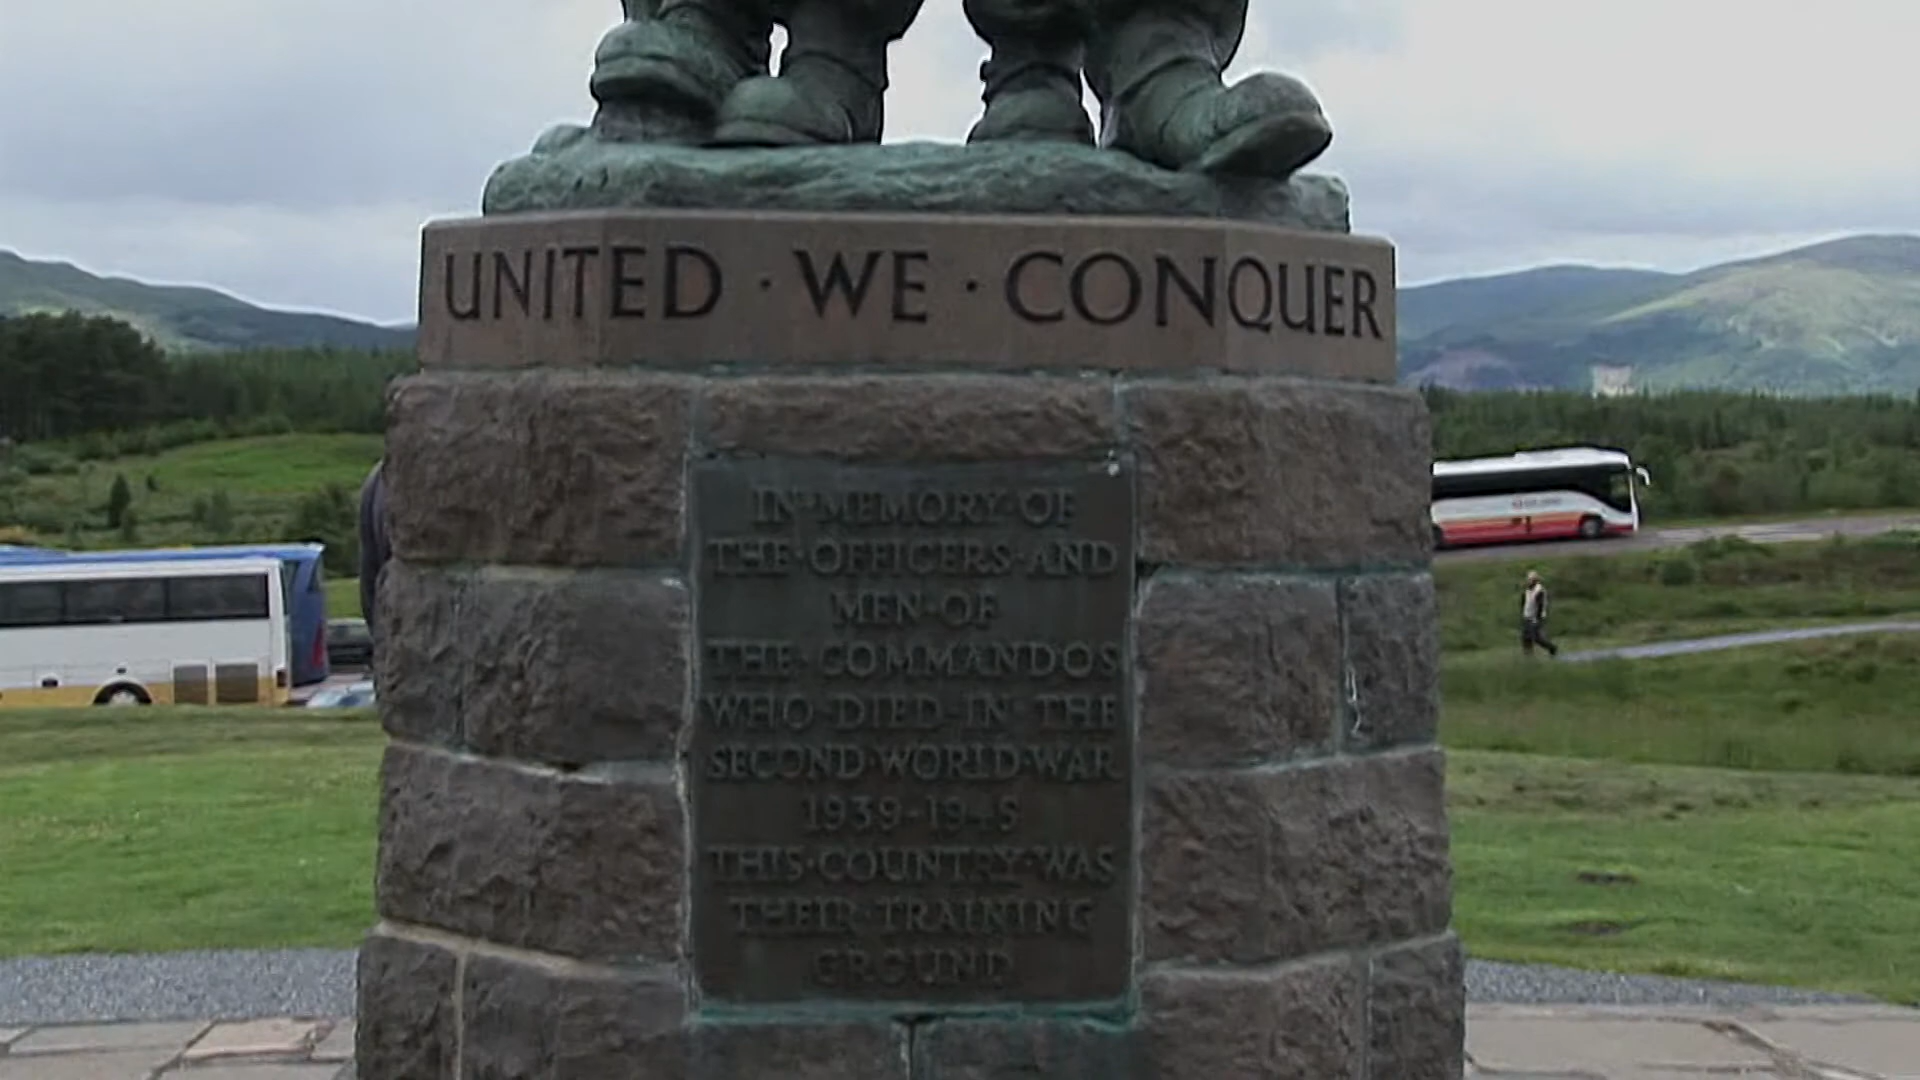 UNITED · WE · CONQUER
IN·MEMORY·OF
THE·OFFICERS·AND
MEN·OF
THE·COMMANDOS
WHO·DIED·IN·THE
SECOND·WORLD·WAR
1939-1945
THIS·COUNTRY·WAS
THEIR·TRAINING
GROUND